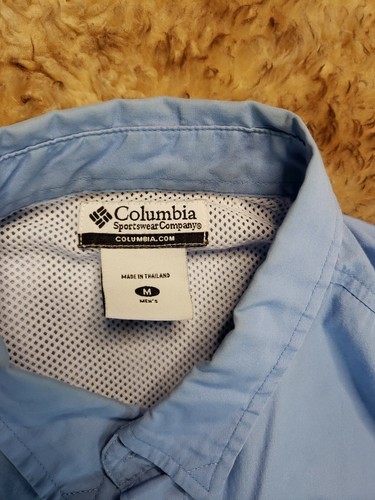 Columbia
Sportswear Company®
COLUMBIA.COM
MADE IN THAILAND
M
MEN'S